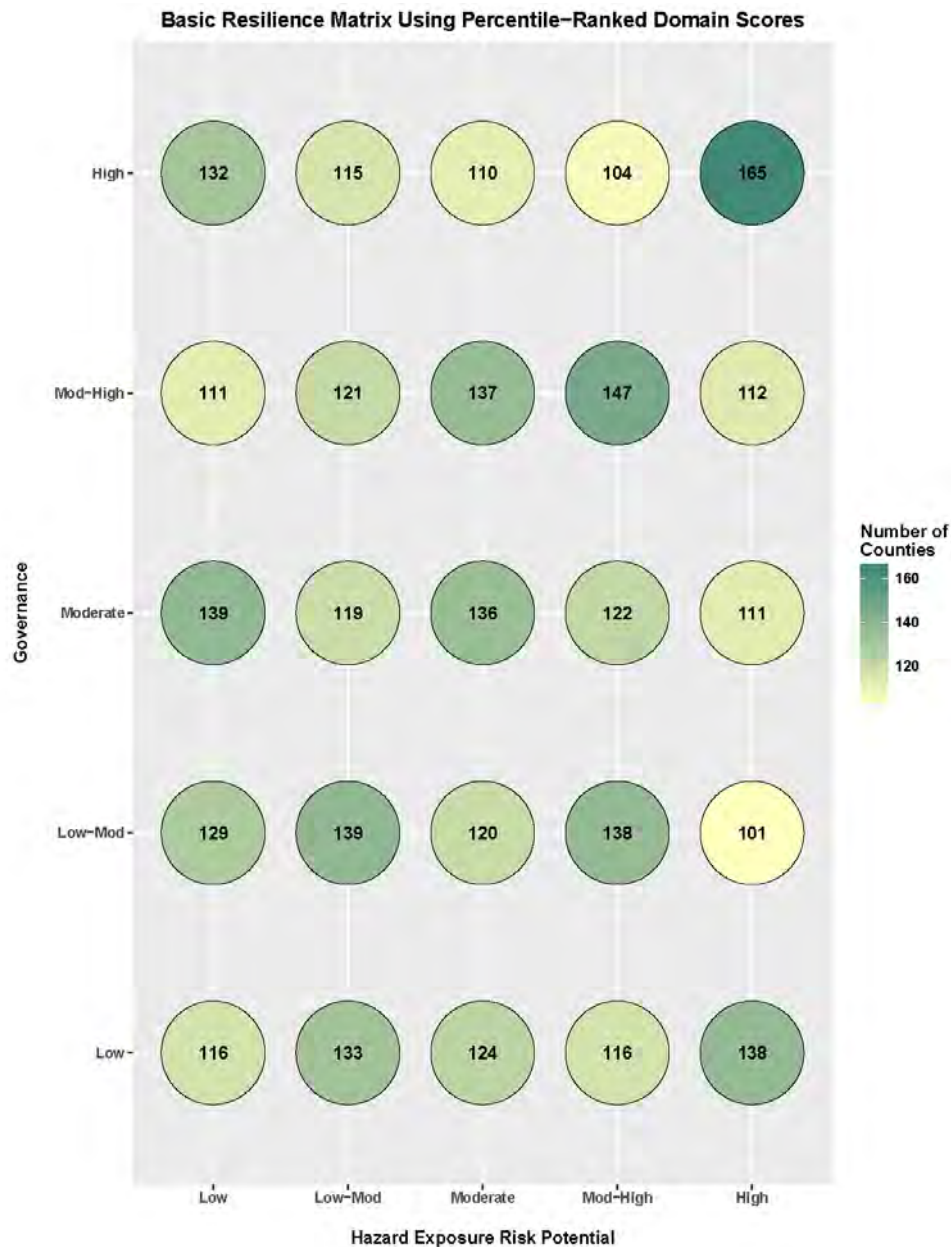 Basic Resilience Matrix Using Percentile−Ranked Domain Scores
High
132 115 110 104 165
Mod−High
111 121 137 147 112
Moderate
139 119 136 122 111
Low−Mod
129 139 120 138 101
Low
116 133 124 116 138
Governance
Low Low−Mod Moderate Mod−High High
Hazard Exposure Risk Potential
Number of
Counties
160
140
120